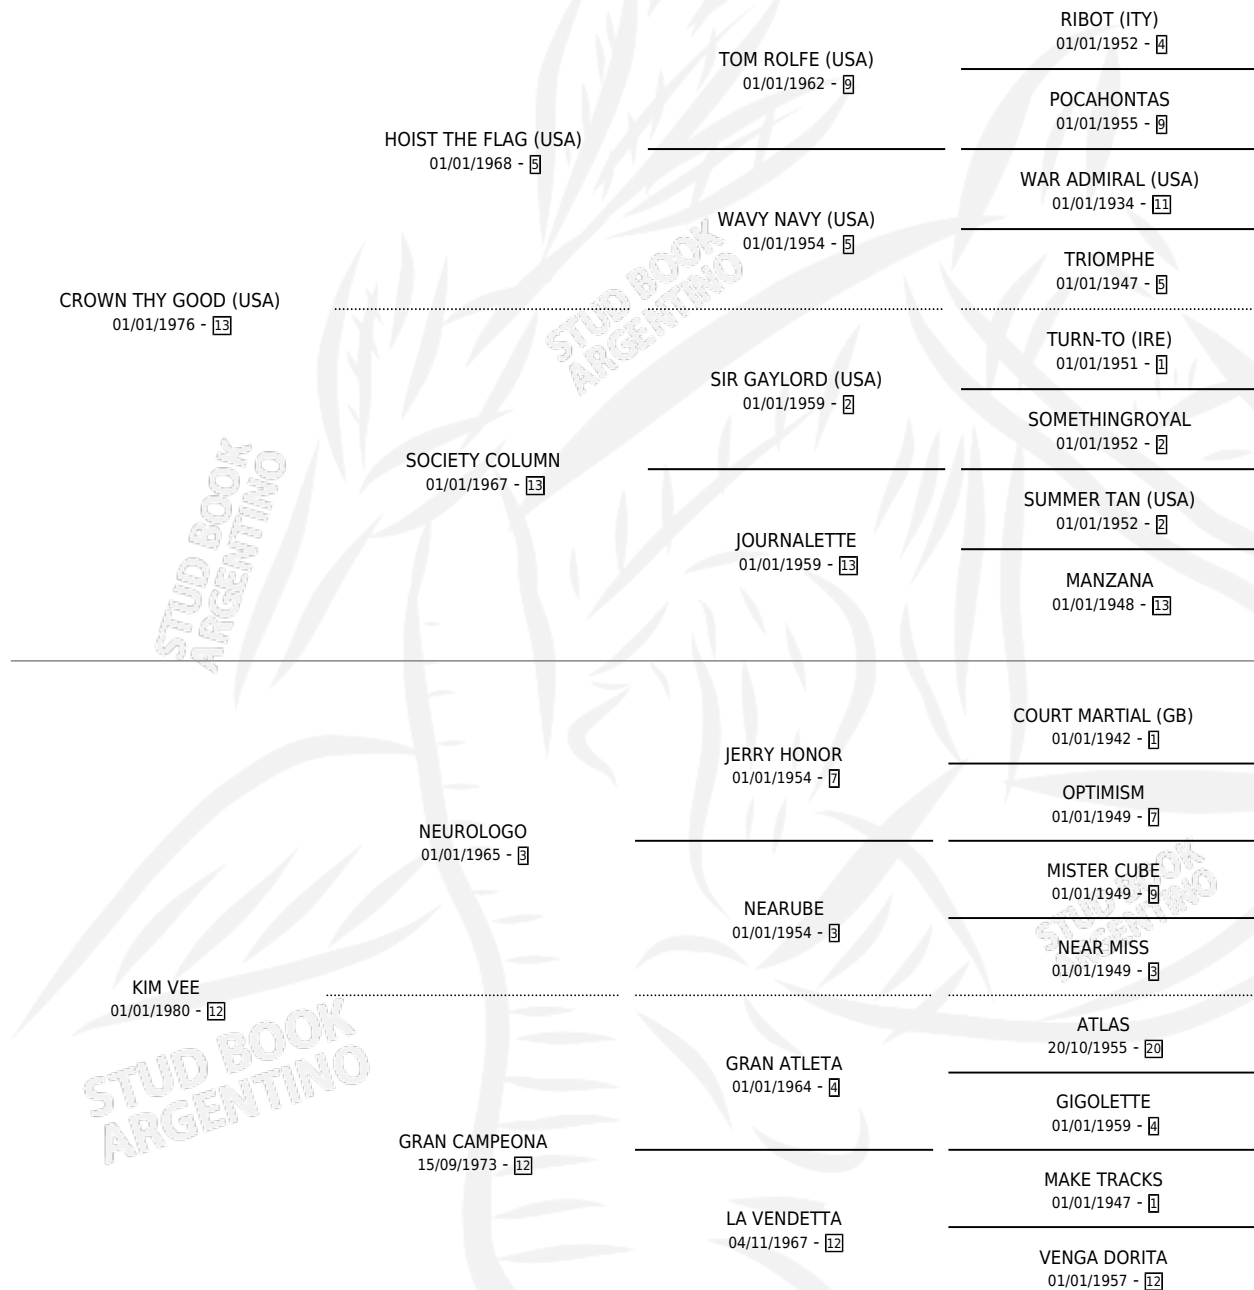 RIBOT (ITY)
01/01/1952 - 4
TOM ROLFE (USA)
01/01/1962 - 9
POCAHONTAS
01/01/1955 - 9
HOIST THE FLAG (USA)
01/01/1968 - 5
WAR ADMIRAL (USA)
01/01/1934 - 11
WAVY NAVY (USA)
01/01/1954 - 5
TRIOMPHE
01/01/1947 - 5
CROWN THY GOOD (USA)
01/01/1976 - 13
TURN-TO (IRE)
01/01/1951 - 1
SIR GAYLORD (USA)
01/01/1959 - 2
SOMETHINGROYAL
01/01/1952 - 2
SOCIETY COLUMN
01/01/1967 - 13
SUMMER TAN (USA)
01/01/1952 - 2
JOURNALETTE
01/01/1959 - 13
MANZANA
01/01/1948 - 13
COURT MARTIAL (GB)
01/01/1942 - 1
JERRY HONOR
01/01/1954 - 7
OPTIMISM
01/01/1949 - 7
NEUROLOGO
01/01/1965 - 3
MISTER CUBE
01/01/1949 - 9
NEARUBE
01/01/1954 - 3
NEAR MISS
01/01/1949 - 3
KIM VEE
01/01/1980 - 12
ATLAS
20/10/1955 - 20
GRAN ATLETA
01/01/1964 - 4
GIGOLETTE
01/01/1959 - 4
GRAN CAMPEONA
15/09/1973 - 12
MAKE TRACKS
01/01/1947 - 1
LA VENDETTA
04/11/1967 - 12
VENGA DORITA
01/01/1957 - 12
STUD BOOK
ARGENTINO
STUD BOOK
ARGENTINO
STUD BOOK
ARGENTINO
STUD BOOK
ARGENTINO